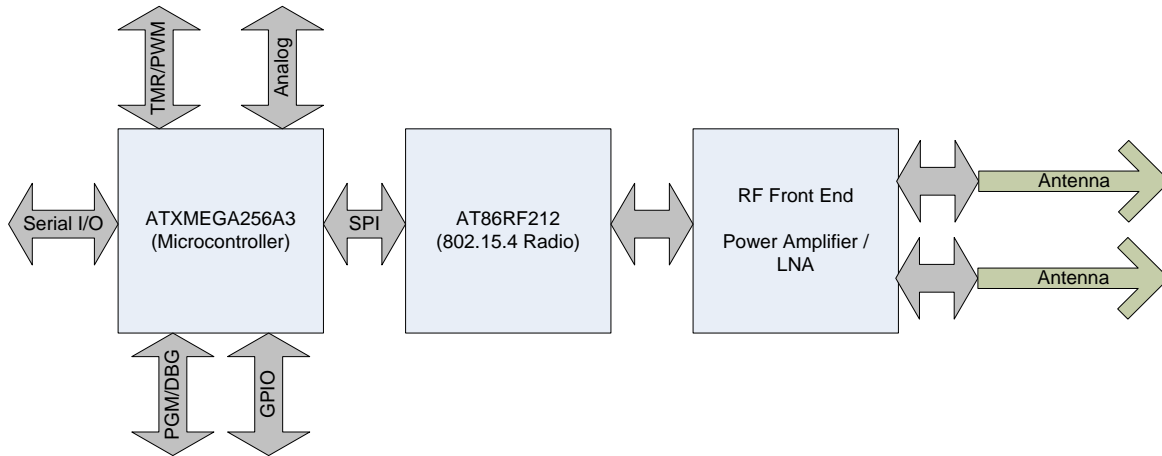 TMR/PWM
Analog
Serial I/O
ATXMEGA256A3
(Microcontroller)
SPI
AT86RF212
(802.15.4 Radio)
RF Front End
Power Amplifier /
LNA
Antenna
Antenna
PGM/DBG
GPIO